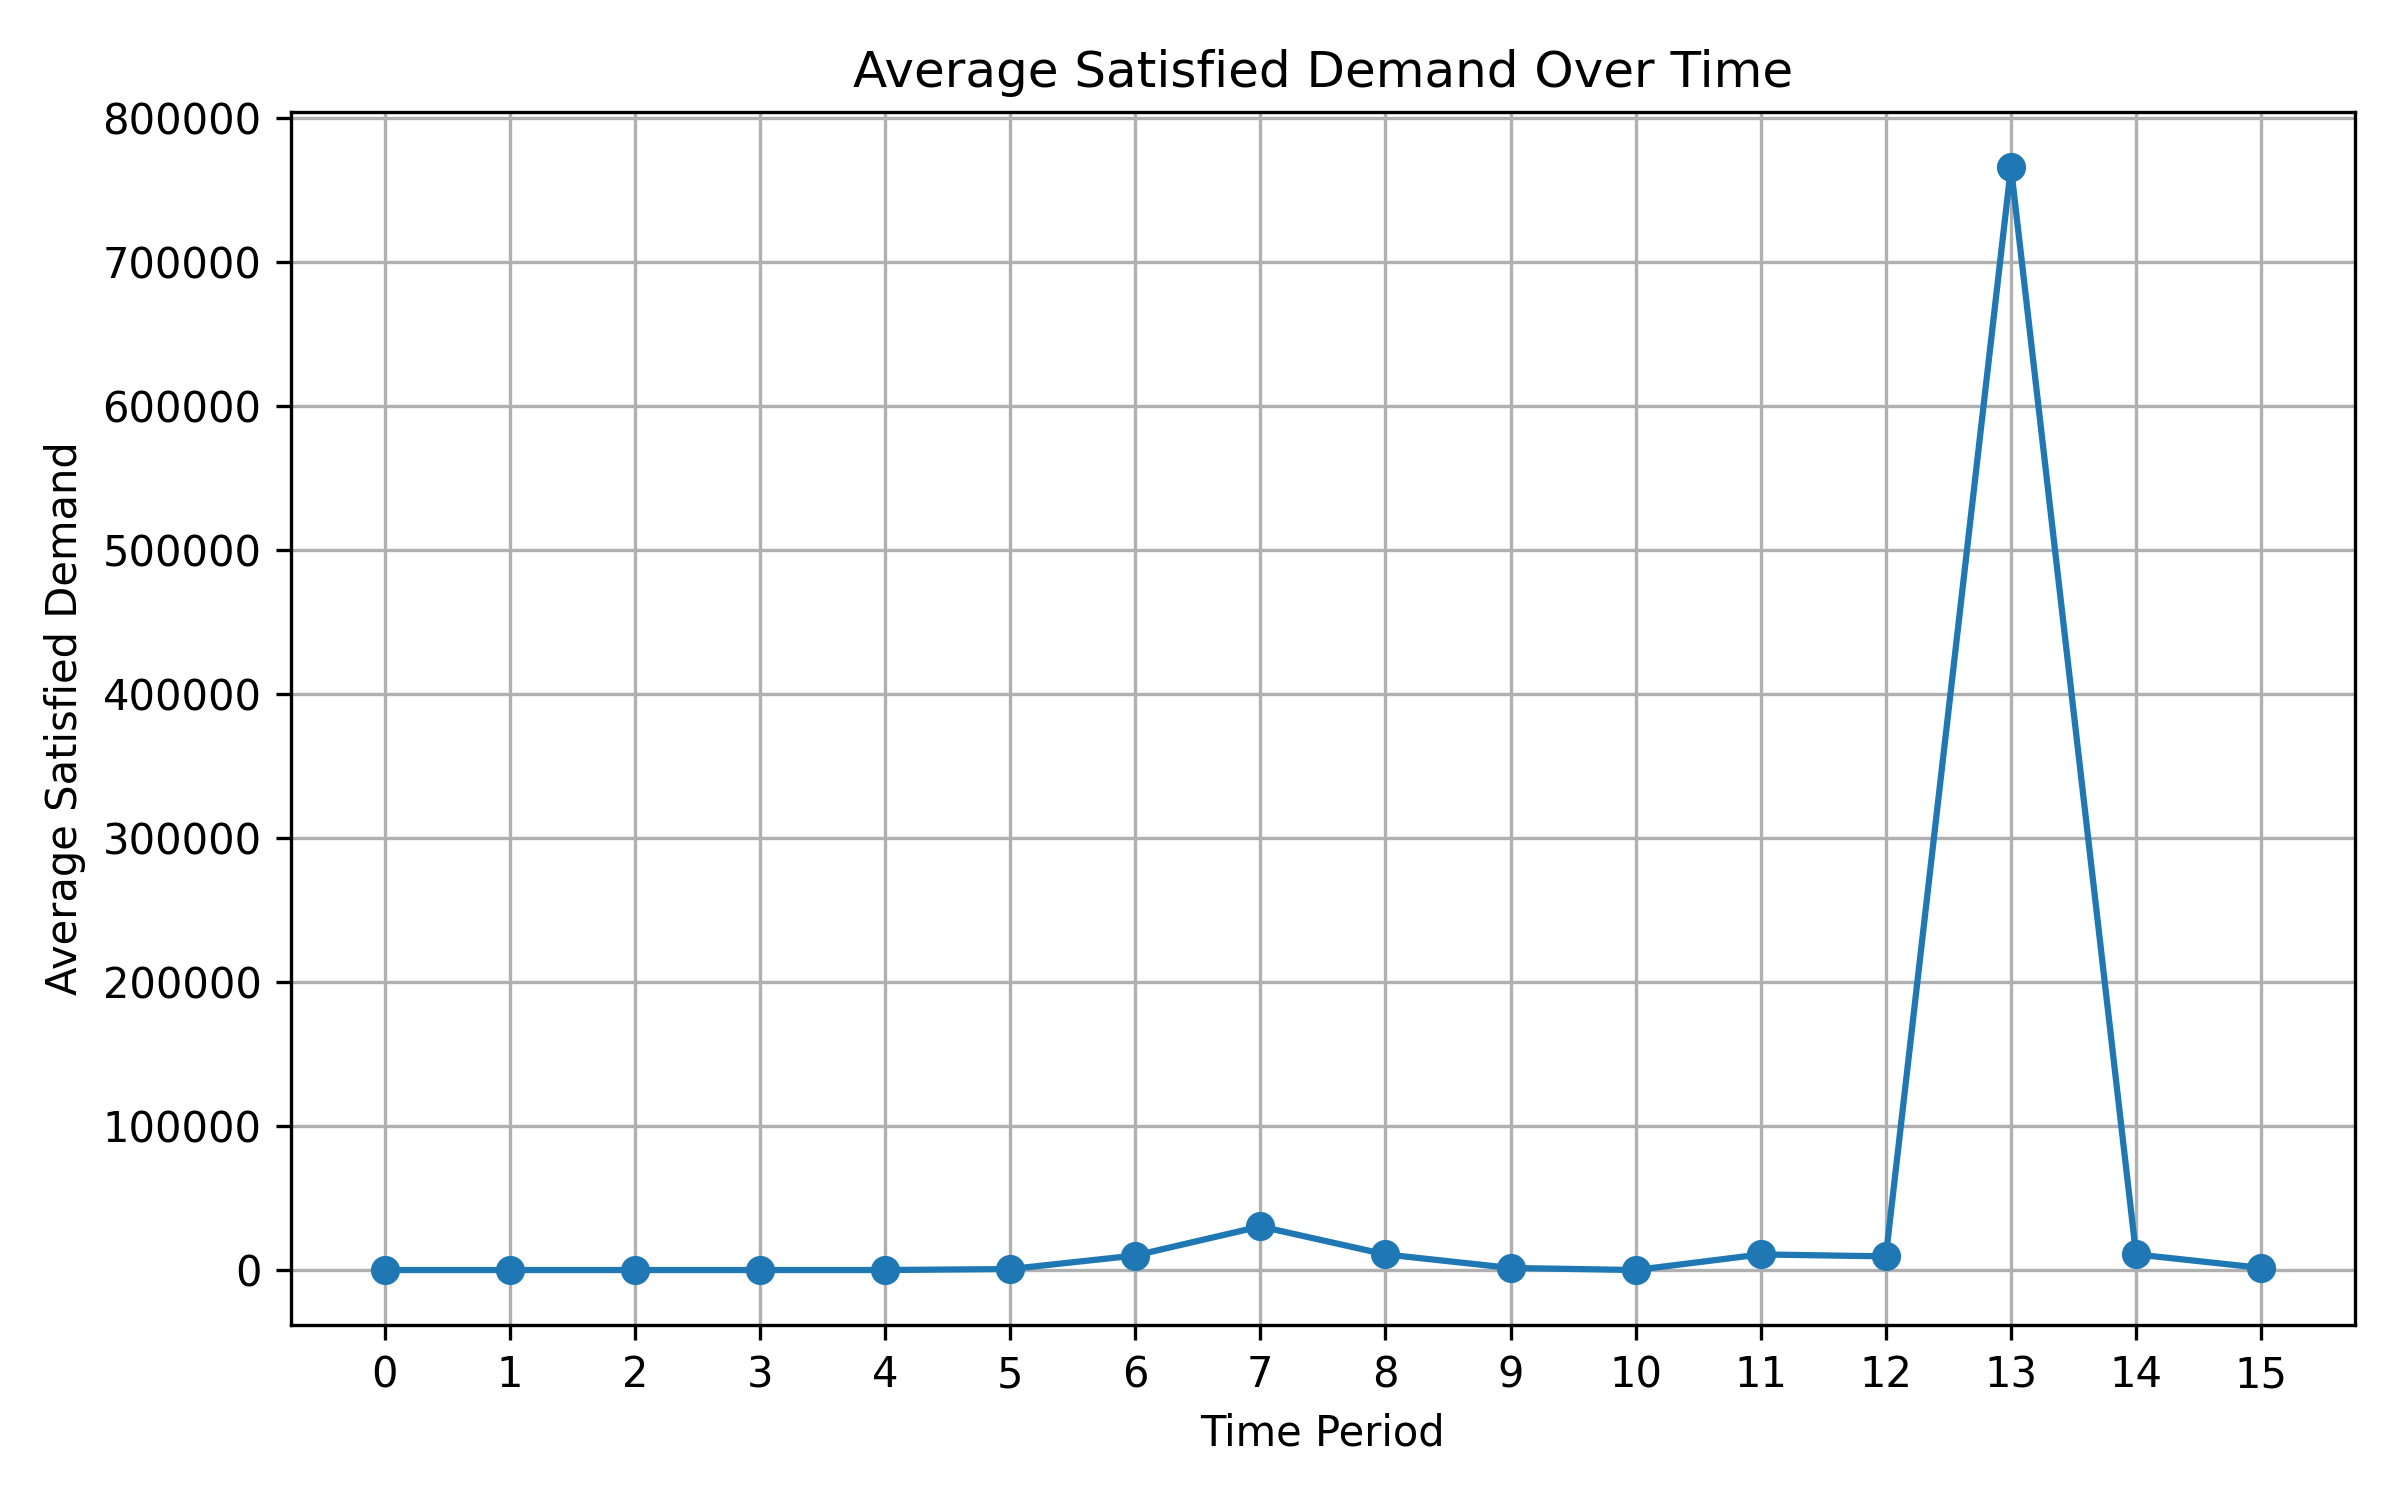 Average Satisfied Demand Over Time
800000
700000
600000
500000
400000
300000
200000
100000
0
Average Satisfied Demand
0 1 2 3 4 5 6 7 8 9 10 11 12 13 14 15
Time Period